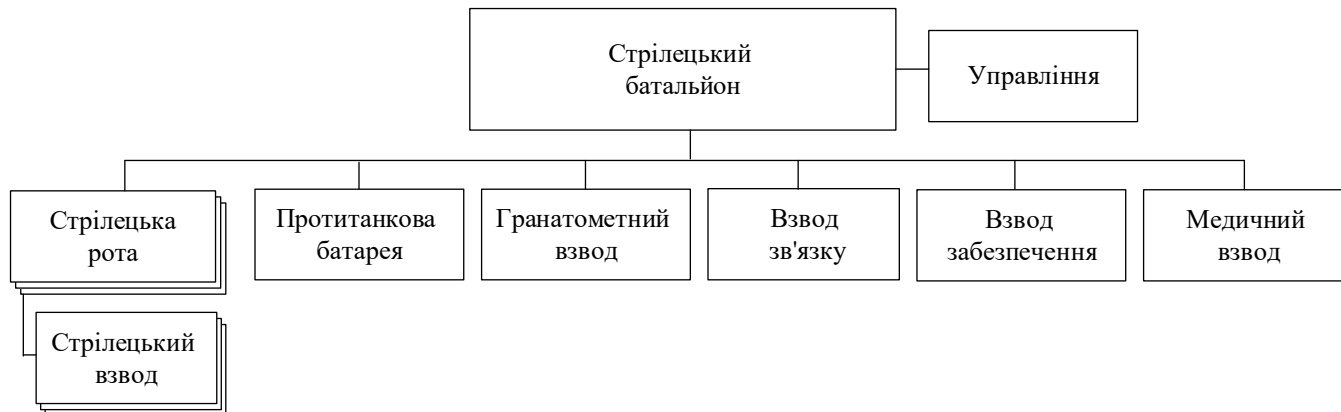 Стрілецький
батальйон
Управління
Стрілецька
рота
Протитанкова
батарея
Гранатометний
взвод
Взвод
зв'язку
Взвод
забезпечення
Медичний
взвод
Стрілецький
взвод